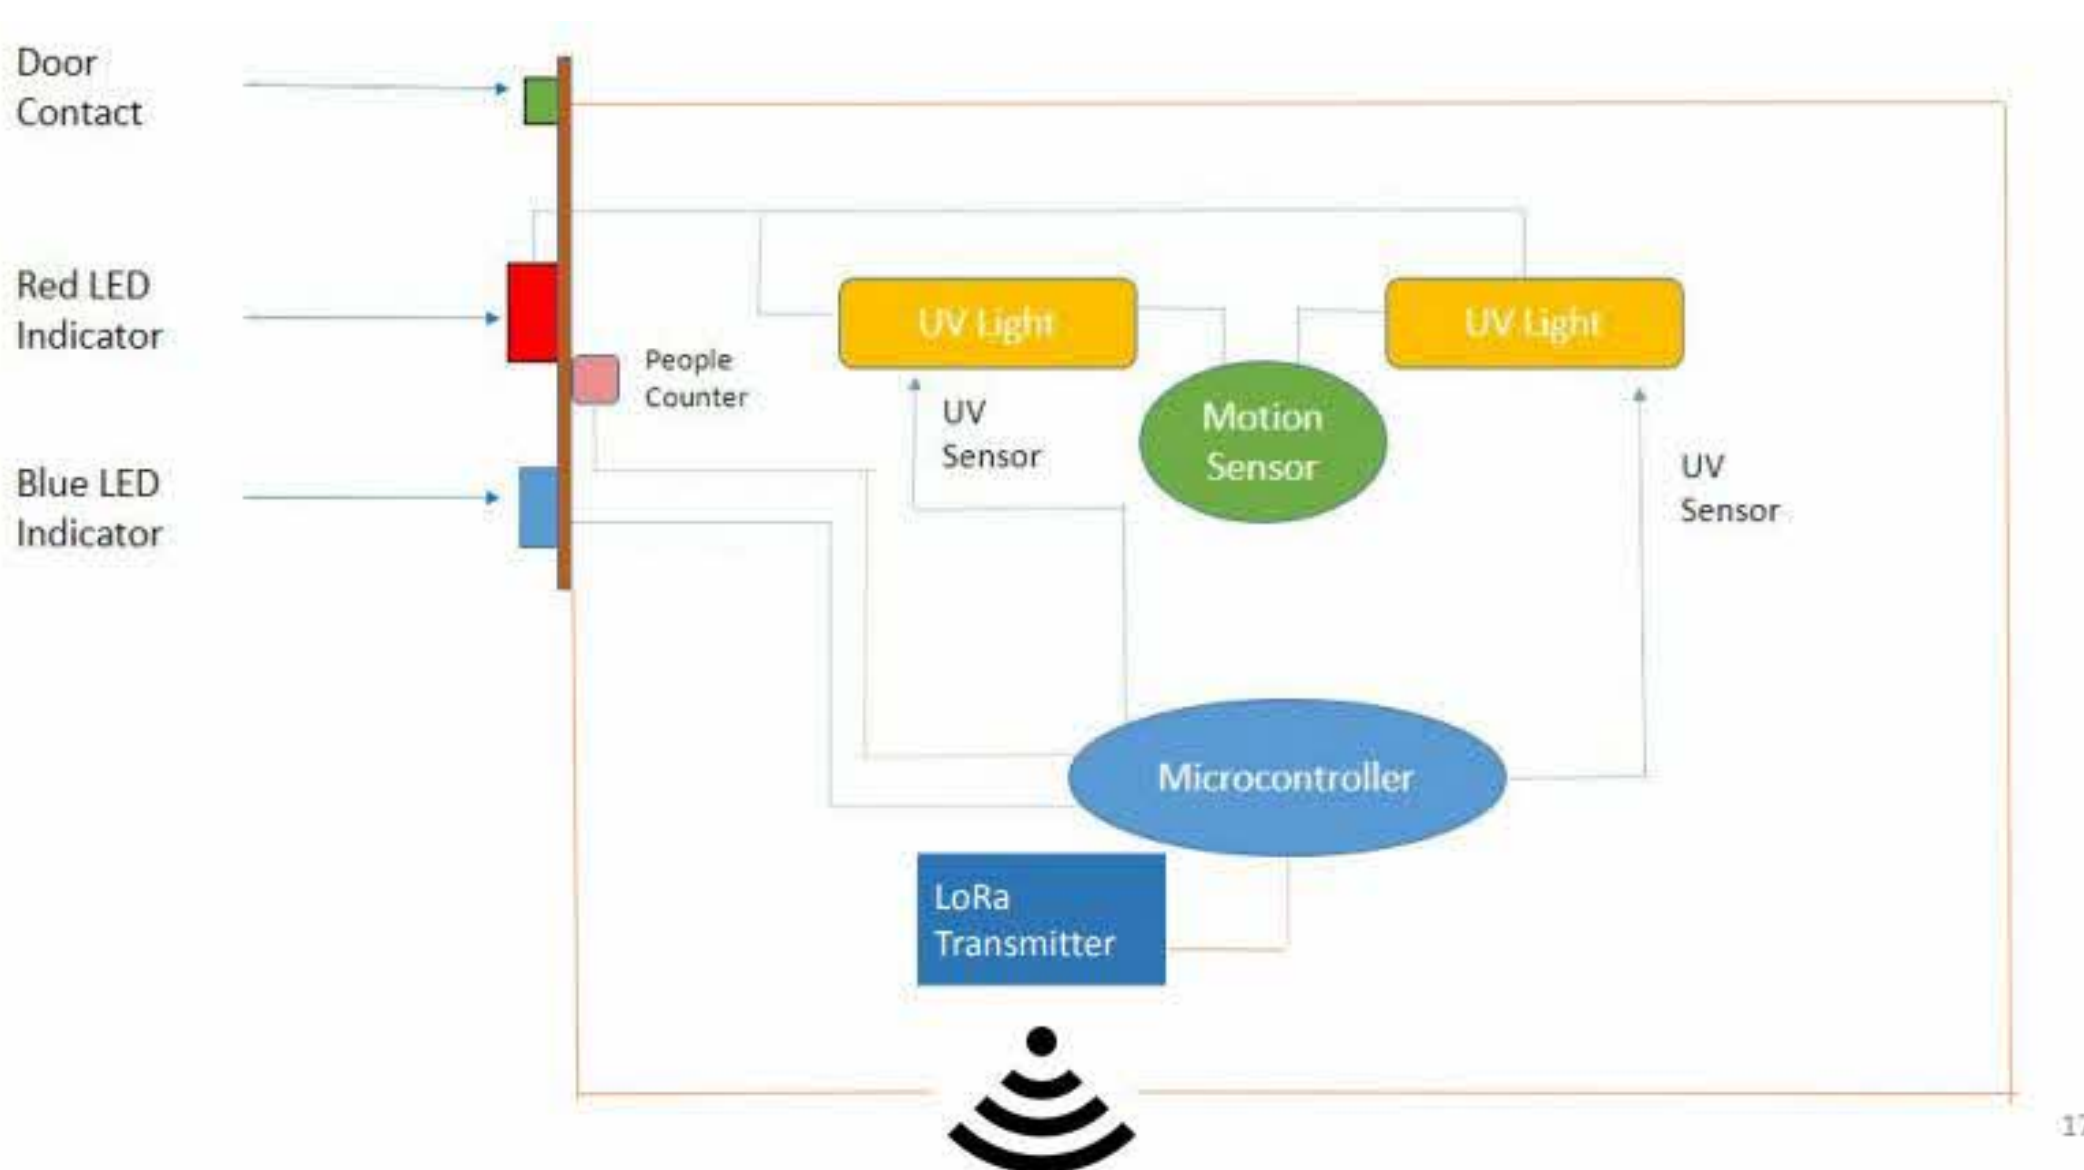 Door
Contact
Red LED
Indicator
People
Counter
Blue LED
Indicator
UV Light
UV Light
UV
Sensor
Motion
Sensor
UV
Sensor
Microcontroller
LoRa
Transmitter
17